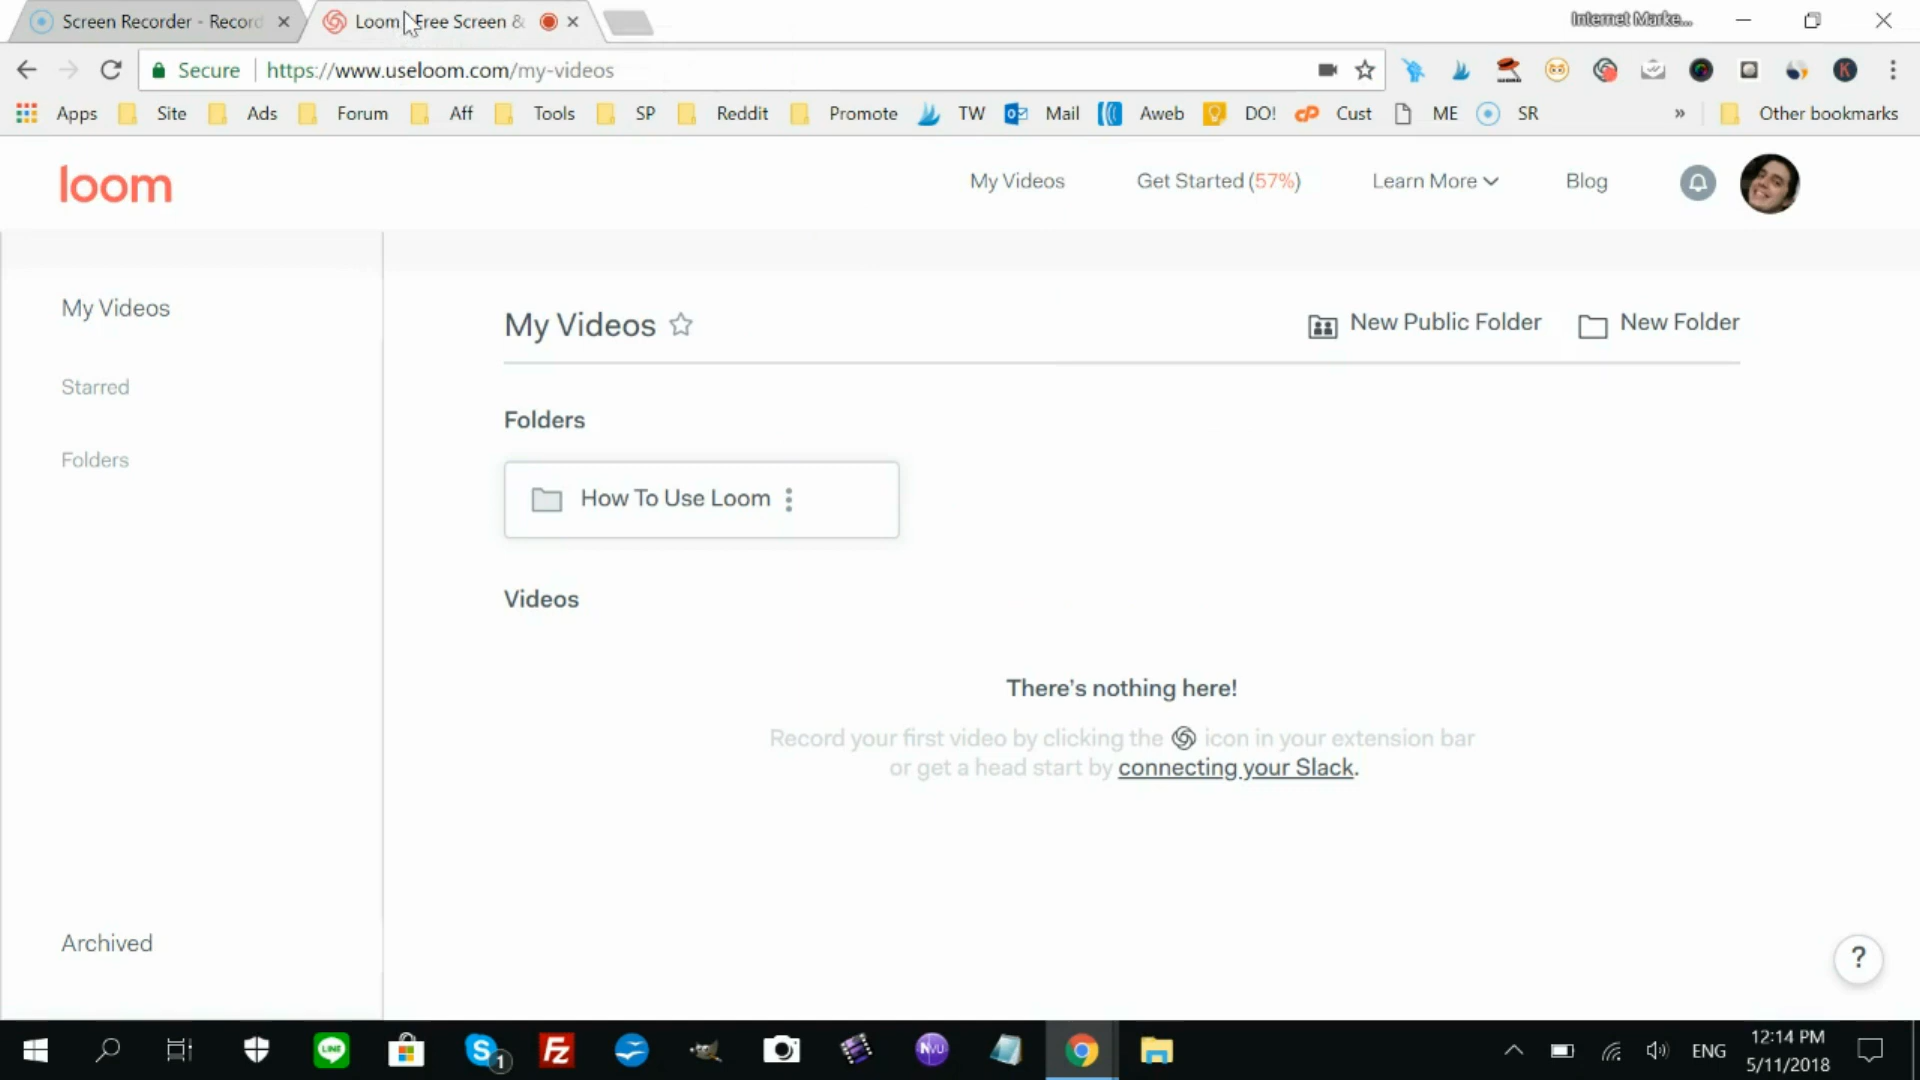 Screen Recorder - Record
Loom | Free Screen &
Internet Marke...
Secure
https://www.useloom.com/my-videos
Apps
Site
Ads
Forum
Aff
Tools
SP
Reddit
Promote
TW
Mail
Aweb
DO!
Cust
ME
SR
»
Other bookmarks
loom
My Videos
Get Started (57%)
Learn More
Blog
My Videos
Starred
Folders
Archived
My Videos
New Public Folder
New Folder
Folders
How To Use Loom
Videos
There's nothing here!
Record your first video by clicking the icon in your extension bar
or get a head start by connecting your Slack.
?
LINE
S 1
Fz
NVU
ENG
12:14 PM
5/11/2018